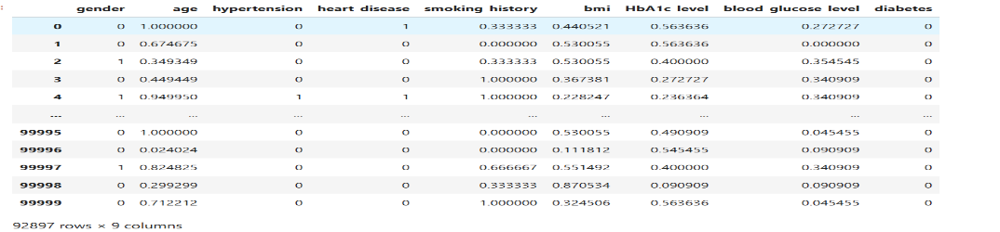 gender age hypertension heart disease smoking history bmi HbA1c level blood glucose level diabetes
0 0 1.000000 0 1 0.333333 0.440521 0.563636 0.272727 0
1 0 0.674675 0 0 0.000000 0.530055 0.563636 0.000000 0
2 1 0.349349 0 0 0.333333 0.530055 0.400000 0.354545 0
3 0 0.449449 0 0 1.000000 0.367381 0.272727 0.340909 0
4 1 0.949950 1 1 1.000000 0.228247 0.236364 0.340909 0
... ... ... ... ... ... ... ... ... ...
99995 0 1.000000 0 0 0.000000 0.530055 0.490909 0.045455 0
99996 0 0.024024 0 0 0.000000 0.111812 0.545455 0.090909 0
99997 1 0.824825 0 0 0.666667 0.551492 0.400000 0.340909 0
99998 0 0.299299 0 0 0.333333 0.870534 0.090909 0.090909 0
99999 0 0.712212 0 0 1.000000 0.324506 0.563636 0.045455 0
92897 rows × 9 columns